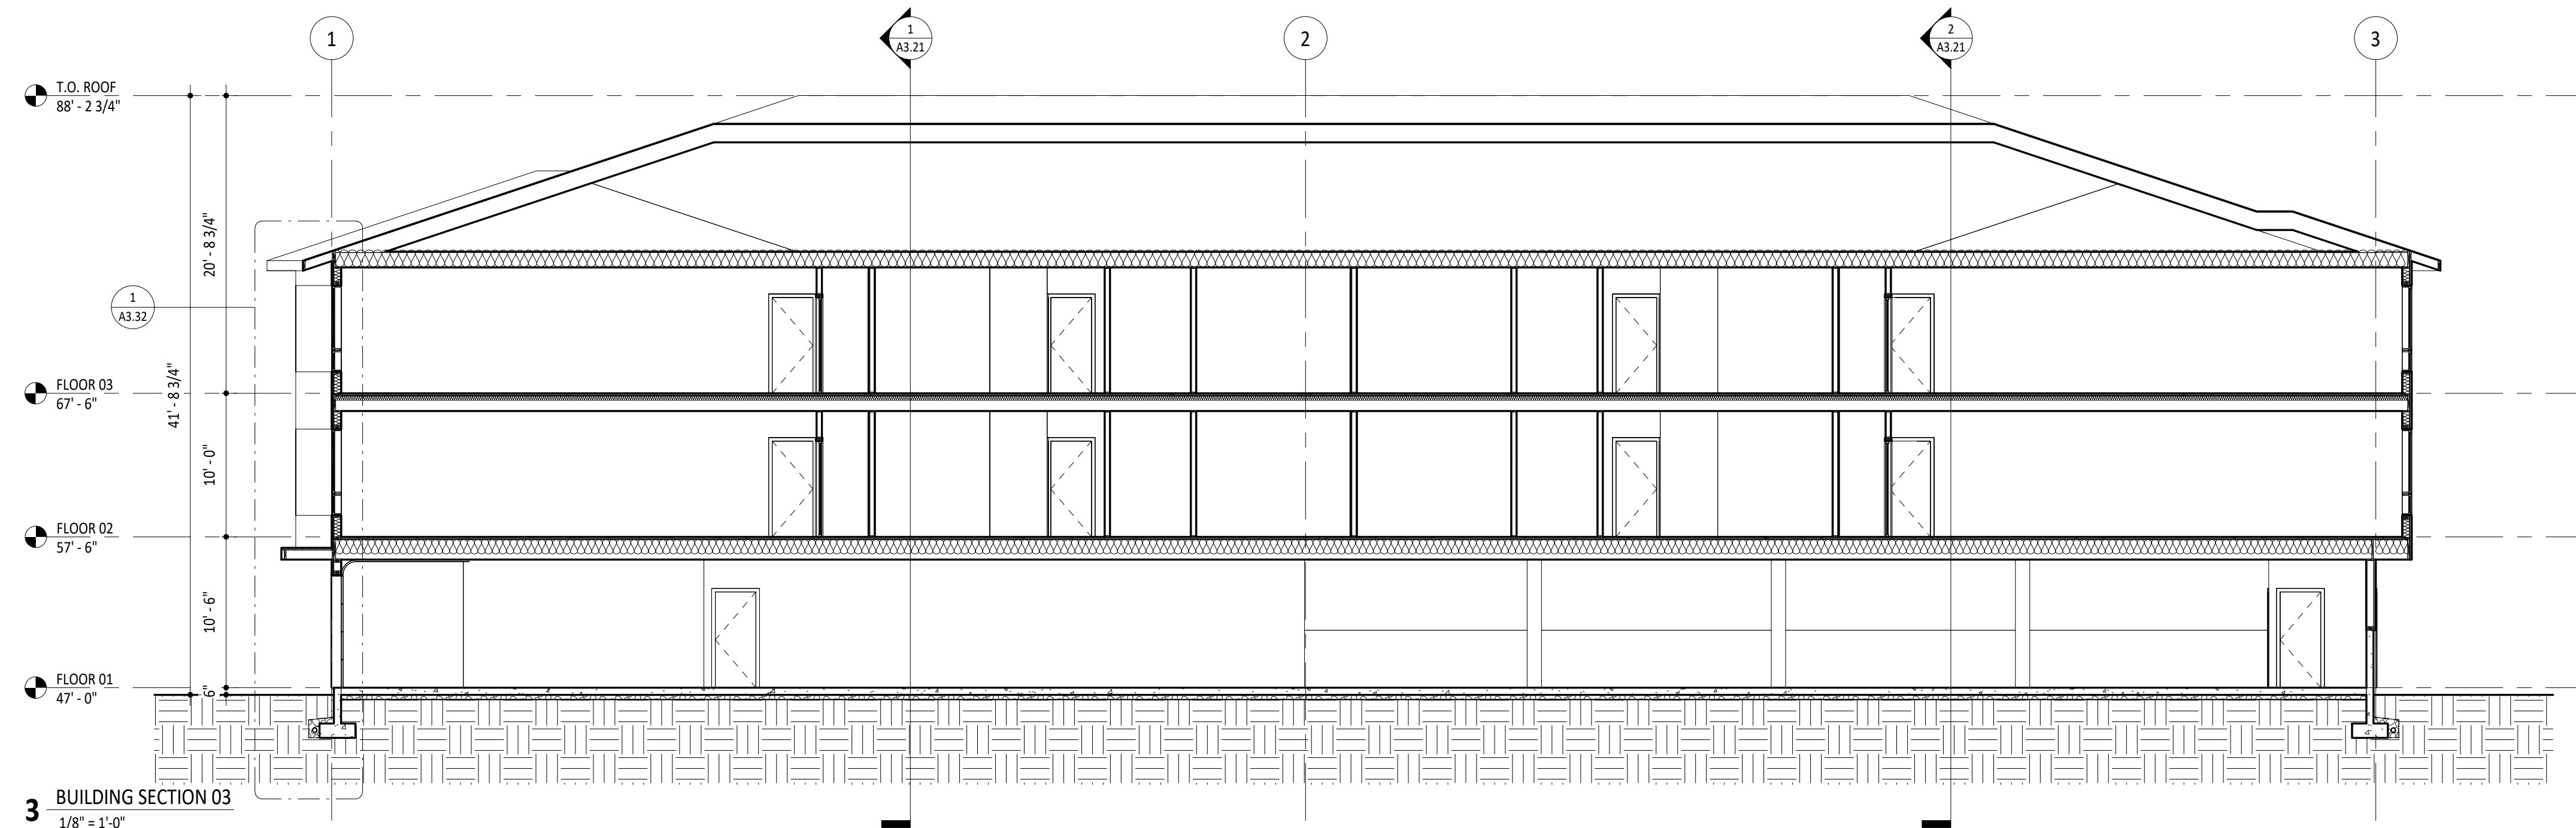 1
1
A3.21
2
2
A3.21
3
T.O. ROOF
88' - 2 3/4"
20' - 8 3/4"
1
A3.32
41' - 8 3/4"
FLOOR 03
67' - 6"
10' - 0"
FLOOR 02
57' - 6"
10' - 6"
FLOOR 01
47' - 0"
6"
3
BUILDING SECTION 03
1/8" = 1'-0"